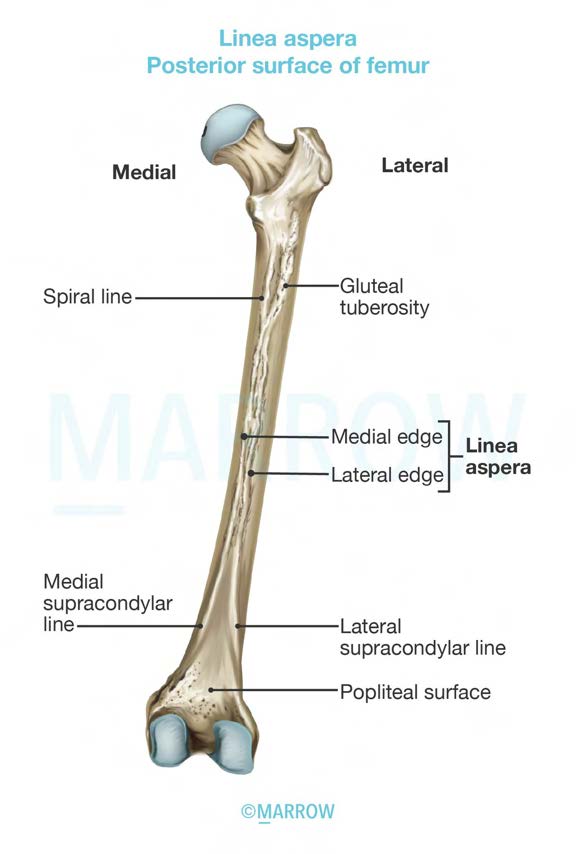 Linea aspera
Posterior surface of femur
Medial
Lateral
Spiral line
Gluteal
tuberosity
Medial edge
Lateral edge
Linea
aspera
Medial
supracondylar
line
Lateral
supracondylar line
Popliteal surface
MARROW
©MARROW